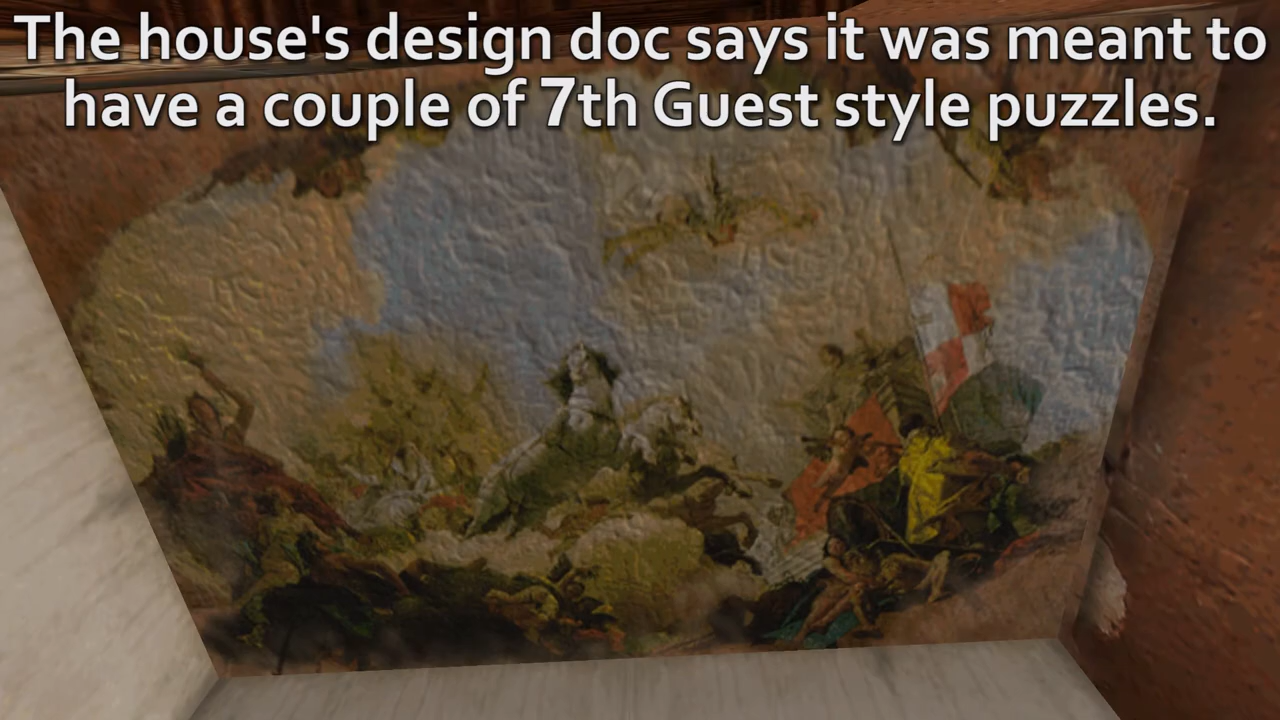 The house's design doc says it was meant to
have a couple of 7th Guest style puzzles.